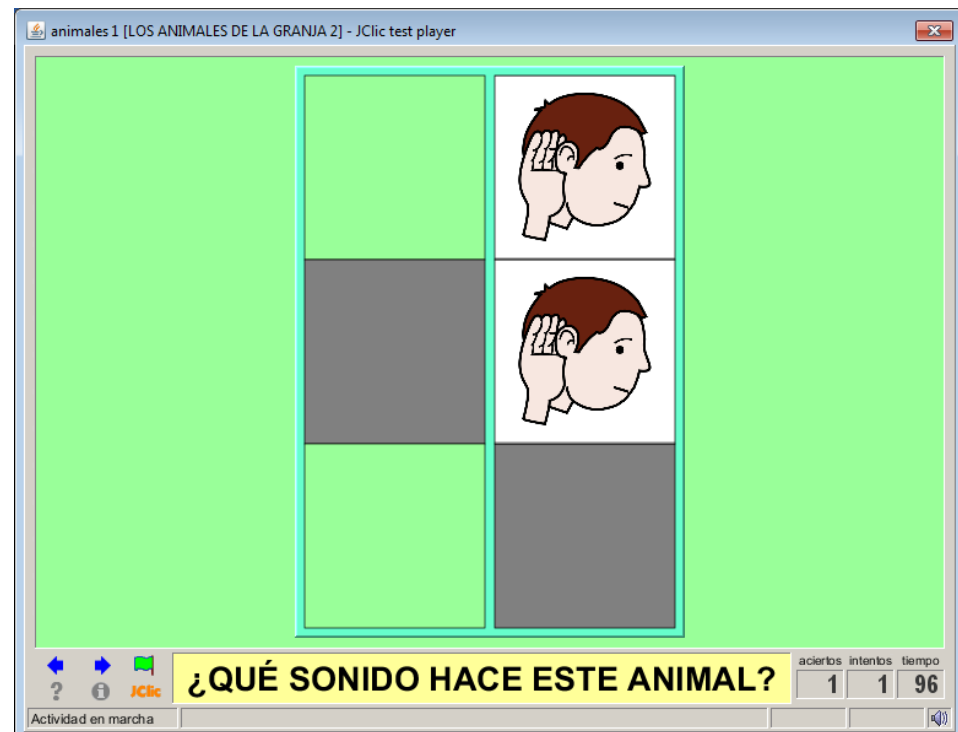 animales 1 [LOS ANIMALES DE LA GRANJA 2] - JClic test player
¿QUÉ SONIDO HACE ESTE ANIMAL?
aciertos intentos tiempo
1 1 96
? JClic
Actividad en marcha